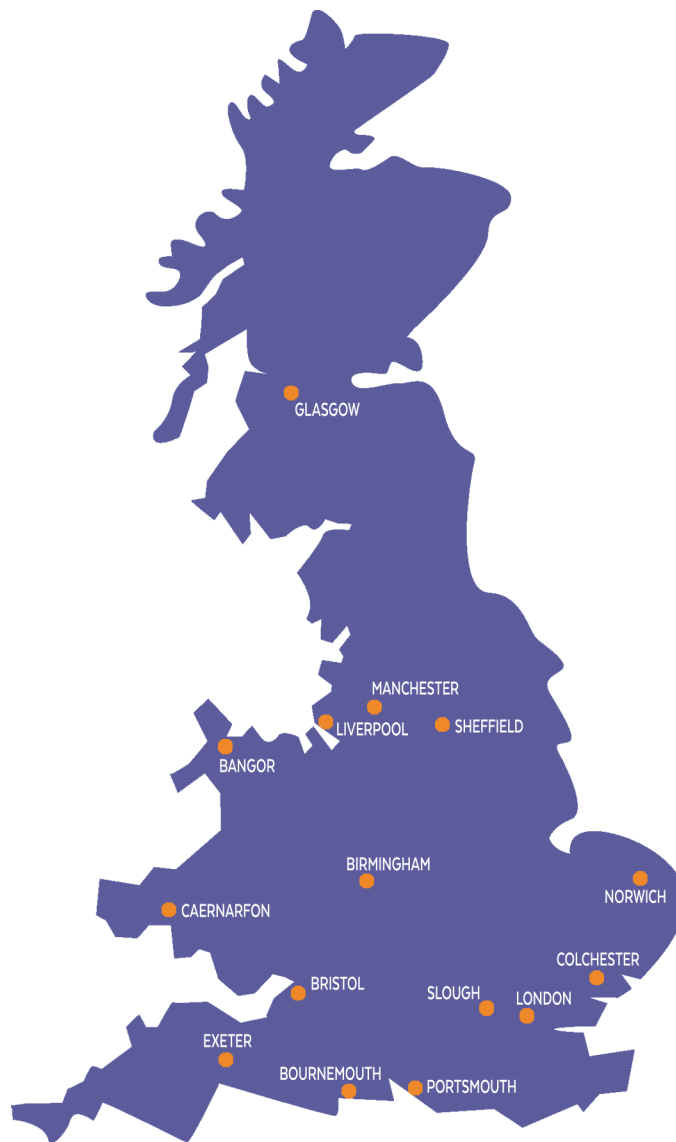 GLASGOW
MANCHESTER
LIVERPOOL
SHEFFIELD
BANGOR
BIRMINGHAM
NORWICH
CAERNARFON
COLCHESTER
BRISTOL
SLOUGH
LONDON
EXETER
BOURNEMOUTH
PORTSMOUTH